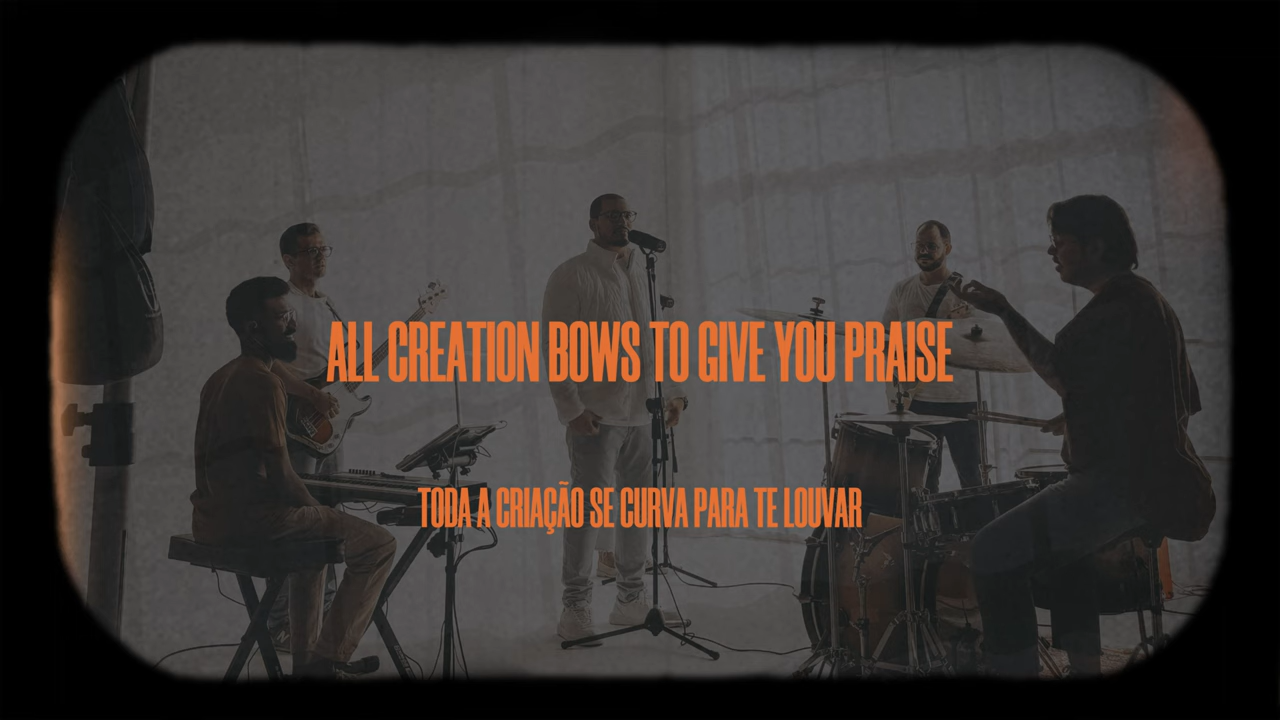 ALL CREATION BOWS TO GIVE YOU PRAISE
TODA A CRIAÇÃO SE CURVA PARA TE LOUVAR